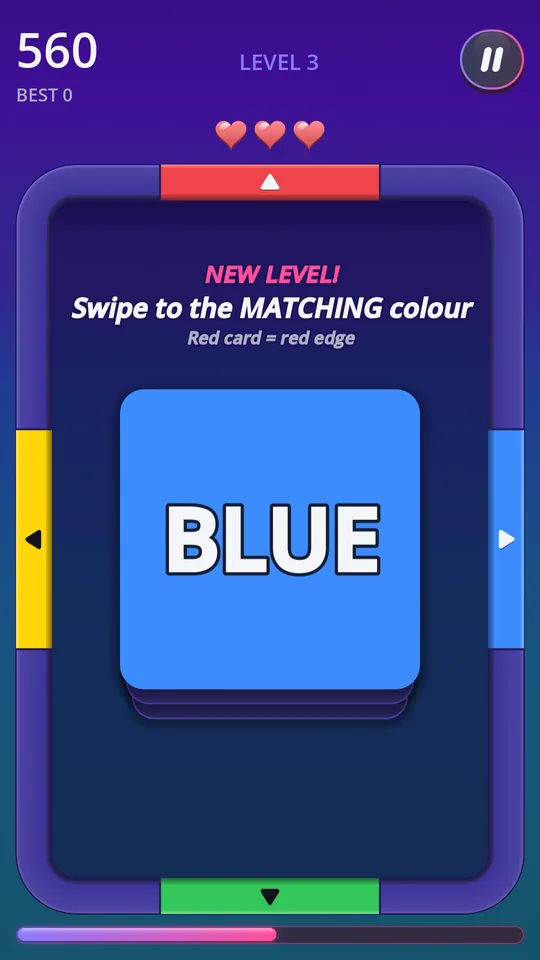 560
LEVEL 3
BEST 0
NEW LEVEL!
Swipe to the MATCHING colour
Red card = red edge
BLUE